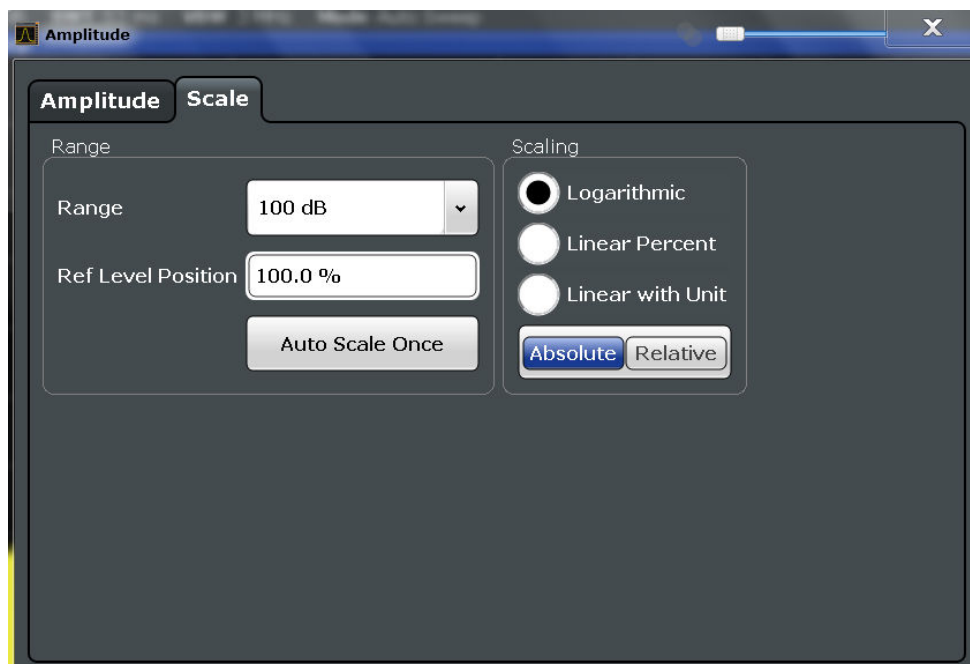 Amplitude
X
Amplitude
Scale
Range
Range
100 dB
Ref Level Position
100.0 %
Auto Scale Once
Scaling
Logarithmic
Linear Percent
Linear with Unit
Absolute
Relative